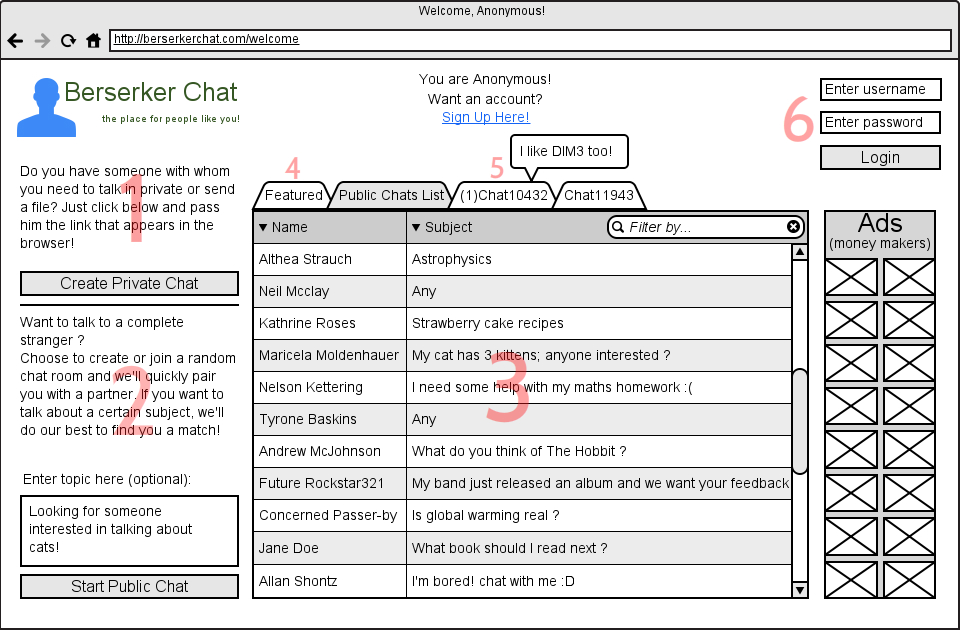 Welcome, Anonymous!
http://berserkerchat.com/welcome
Berserker Chat
the place for people like you!
You are Anonymous!
Want an account?
Sign Up Here!
Enter username
6
Enter password
Login
Do you have someone with whom
you need to talk in private or send
a file? Just click below and pass
him the link that appears in the
browser!
1
Create Private Chat
Want to talk to a complete
stranger ?
Choose to create or join a random
chat room and we'll quickly pair
you with a partner. If you want to
talk about a certain subject, we'll
do our best to find you a match!
2
Enter topic here (optional):
Looking for someone
interested in talking about
cats!
Start Public Chat
I like DIM3 too!
4
5
Featured
Public Chats List
(1)Chat10432
Chat11943
Name
Subject
Filter by...
Althea Strauch
Astrophysics
Neil Mcclay
Any
Kathrine Roses
Strawberry cake recipes
Maricela Moldenhauer
My cat has 3 kittens; anyone interested ?
3
Nelson Kettering
I need some help with my maths homework :(
Tyrone Baskins
Any
Andrew McJohnson
What do you think of The Hobbit ?
Future Rockstar321
My band just released an album and we want your feedback
Concerned Passer-by
Is global warming real ?
Jane Doe
What book should I read next ?
Allan Shontz
I'm bored! chat with me :D
Ads
(money makers)